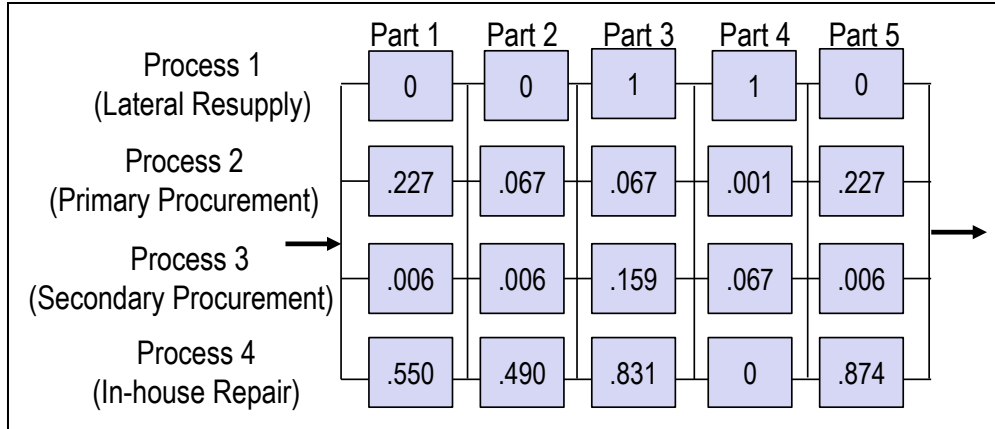 Part 1 Part 2 Part 3 Part 4 Part 5
Process 1
(Lateral Resupply)
0 0 1 1 0
Process 2
(Primary Procurement)
.227 .067 .067 .001 .227
Process 3
(Secondary Procurement)
.006 .006 .159 .067 .006
Process 4
(In-house Repair)
.550 .490 .831 0 .874